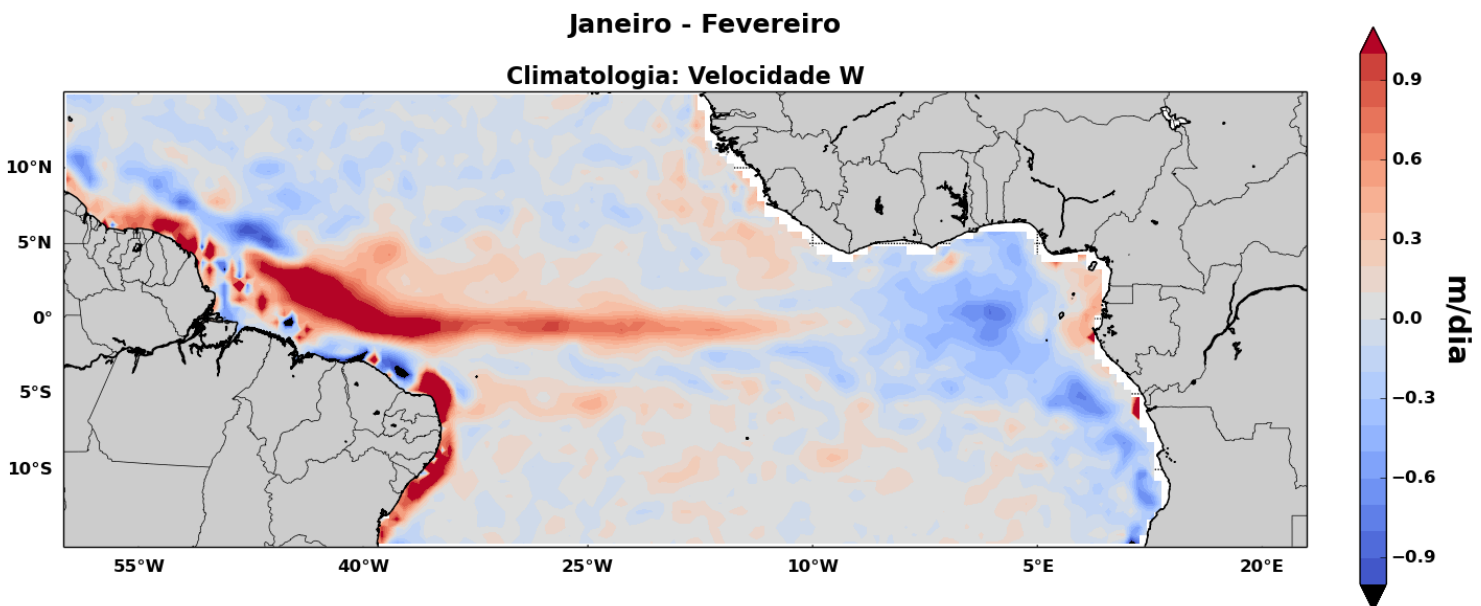 Janeiro - Fevereiro
Climatologia: Velocidade W
10°N
5°N
0°
5°S
10°S
55°W
40°W
25°W
10°W
5°E
20°E
0.9
0.6
0.3
0.0
−0.3
−0.6
−0.9
m/dia